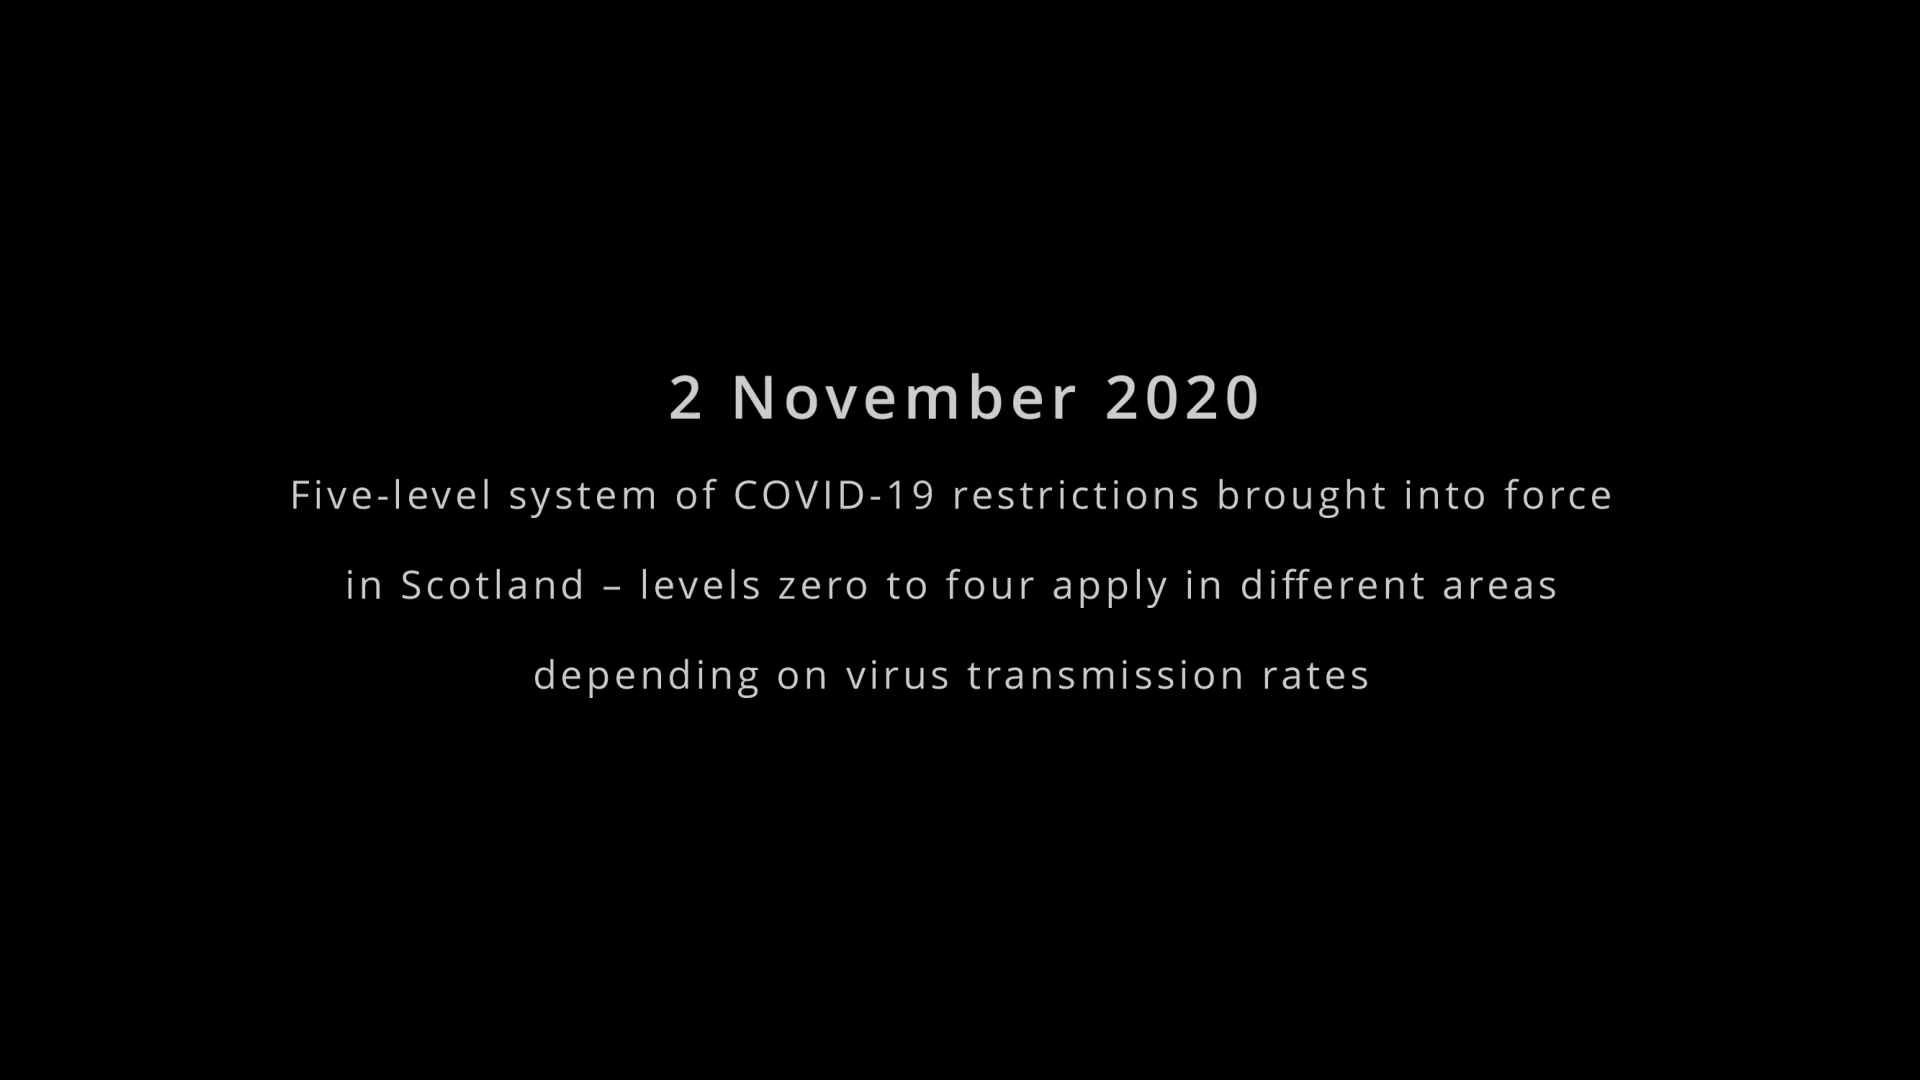 2 November 2020
Five-level system of COVID-19 restrictions brought into force
in Scotland – levels zero to four apply in different areas
depending on virus transmission rates